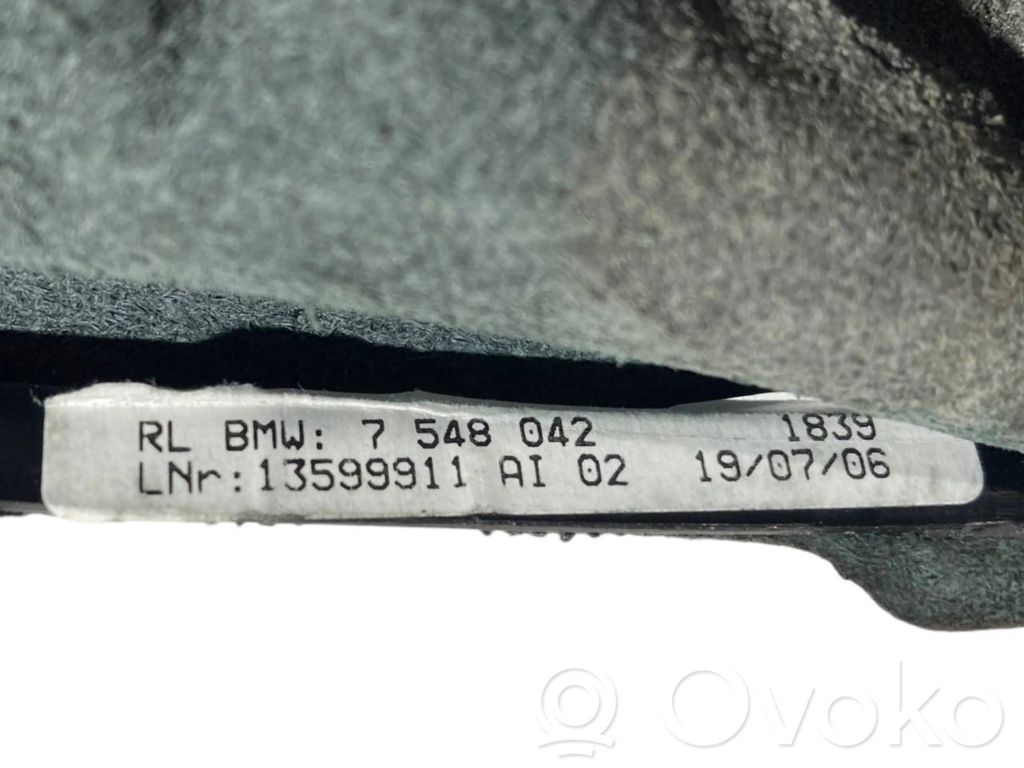 RL BMW: 7 548 042 1839
LNr:13599911 AI 02 19/07/06
Ovoko